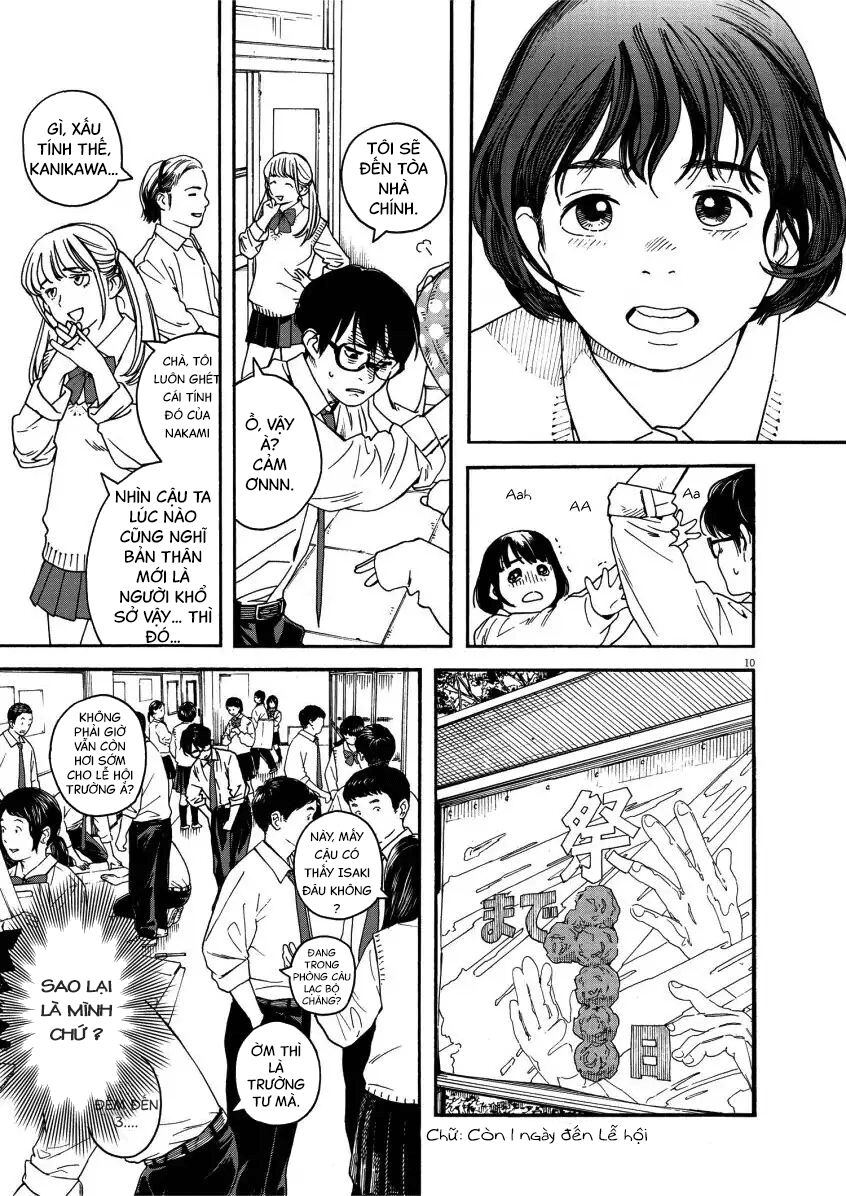 Aah
AA
Aa
TÔI SẼ
ĐẾN TÒA
NHÀ
CHÍNH.
Ồ, VẬY
À?
CẢM
ƠNNN.
GÌ, XẤU
TÍNH THẾ,
KANIKAWA...
CHÀ, TÔI
LUÔN GHÉT
CÁI TÍNH
ĐÓ CỦA
NAKAMI
NHÌN CẬU TA
LÚC NÀO
CŨNG NGHĨ
BẢN THÂN
MỚI LÀ
NGƯỜI KHỔ
SỞ VẬY... THÌ
ĐÓ...
10
祭
まで
1
日
Chữ: Còn 1 ngày đến Lễ hội
KHÔNG
PHẢI GIỜ
VẪN CÒN
HƠI SỚM
CHO LỄ HỘI
TRƯỜNG Á?
NÀY, MẤY
CẬU CÓ
THẤY ISAKI
ĐÂU KHÔNG
?
ĐANG
TRONG
PHÒNG CÂU
LẠC BỘ
CHĂNG?
ỜM THÌ
LÀ
TRƯỜNG
TƯ MÀ.
SAO LẠI
LÀ MÌNH
CHỨ ?
ĐẾM ĐẾN
3....